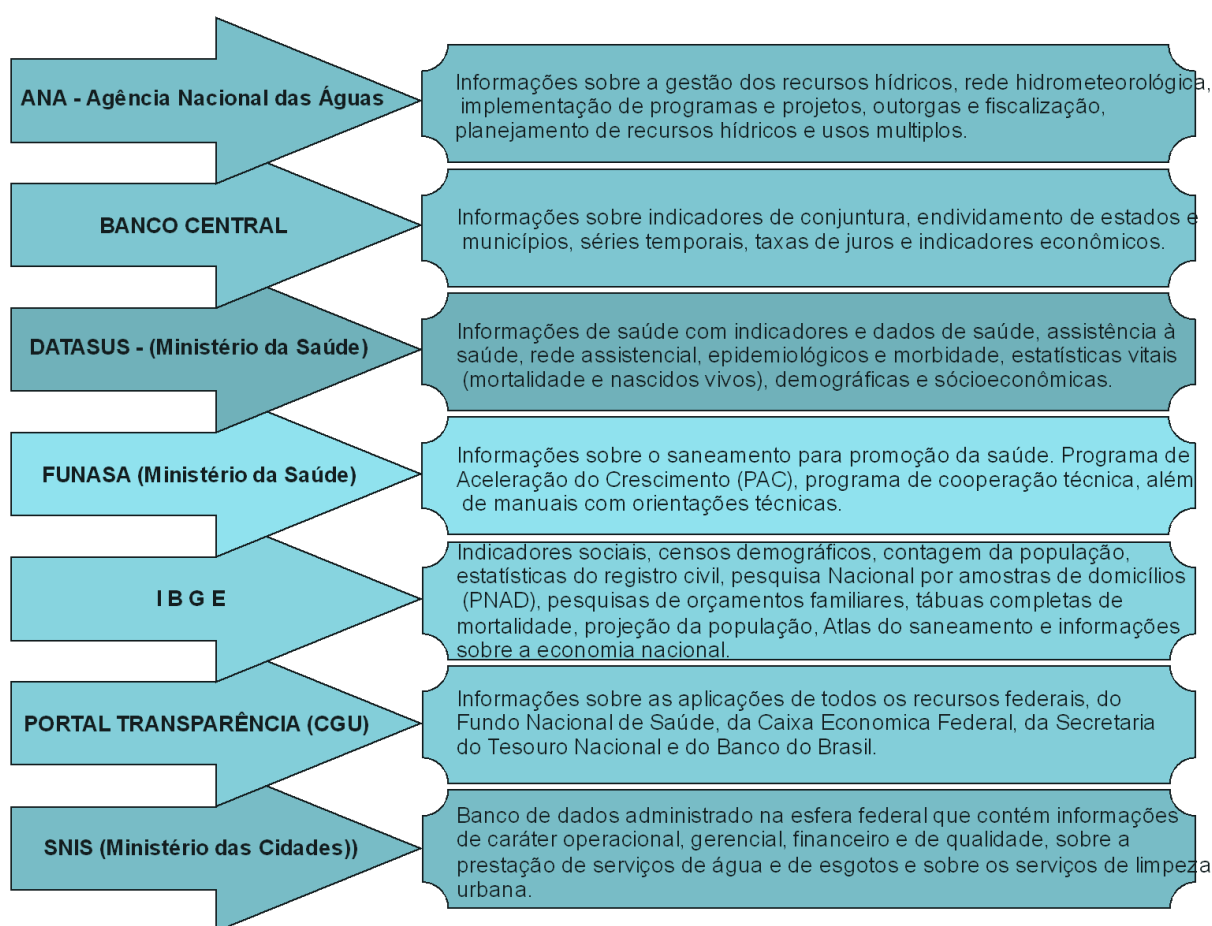 ANA - Agência Nacional das Águas
Informações sobre a gestão dos recursos hídricos, rede hidrometeorológica,
implementação de programas e projetos, outorgas e fiscalização,
planejamento de recursos hídricos e usos multiplos.
BANCO CENTRAL
Informações sobre indicadores de conjuntura, endividamento de estados e
municípios, séries temporais, taxas de juros e indicadores econômicos.
DATASUS - (Ministério da Saúde)
Informações de saúde com indicadores e dados de saúde, assistência à
saúde, rede assistencial, epidemiológicos e morbidade, estatísticas vitais
(mortalidade e nascidos vivos), demográficas e sócioeconômicas.
FUNASA (Ministério da Saúde)
Informações sobre o saneamento para promoção da saúde. Programa de
Aceleração do Crescimento (PAC), programa de cooperação técnica, além
de manuais com orientações técnicas.
I B G E
Indicadores sociais, censos demográficos, contagem da população,
estatísticas do registro civil, pesquisa Nacional por amostras de domicílios
(PNAD), pesquisas de orçamentos familiares, tábuas completas de
mortalidade, projeção da população, Atlas do saneamento e informações
sobre a economia nacional.
PORTAL TRANSPARÊNCIA (CGU)
Informações sobre as aplicações de todos os recursos federais, do
Fundo Nacional de Saúde, da Caixa Economica Federal, da Secretaria
do Tesouro Nacional e do Banco do Brasil.
SNIS (Ministério das Cidades))
Banco de dados administrado na esfera federal que contém informações
de caráter operacional, gerencial, financeiro e de qualidade, sobre a
prestação de serviços de água e de esgotos e sobre os serviços de limpeza
urbana.